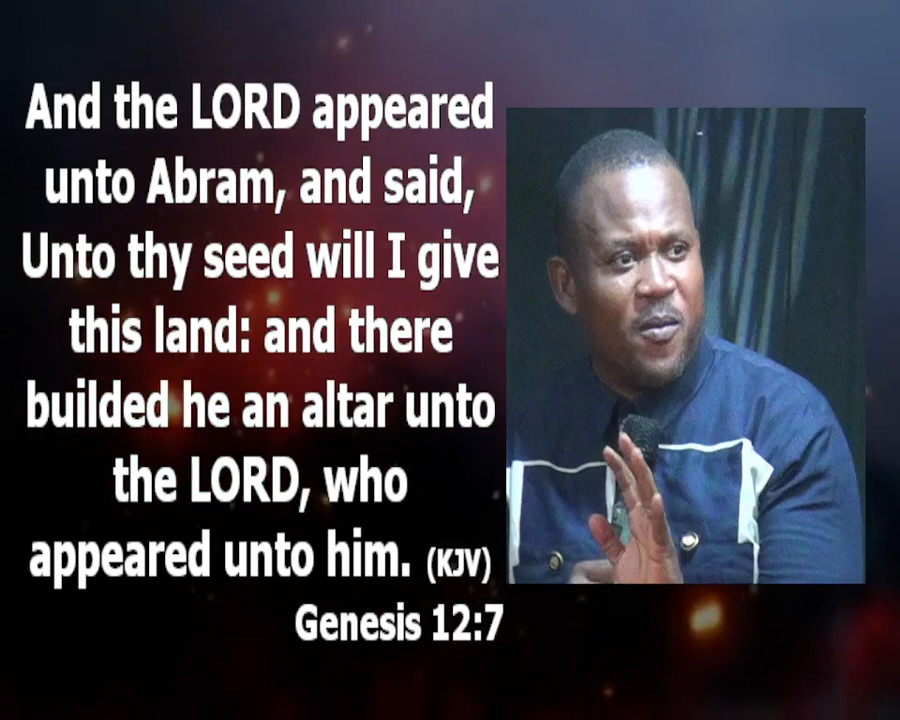 And the LORD appeared
unto Abram, and said,
Unto thy seed will I give
this land: and there
builded he an altar unto
the LORD, who
appeared unto him. (KJV)
Genesis 12:7